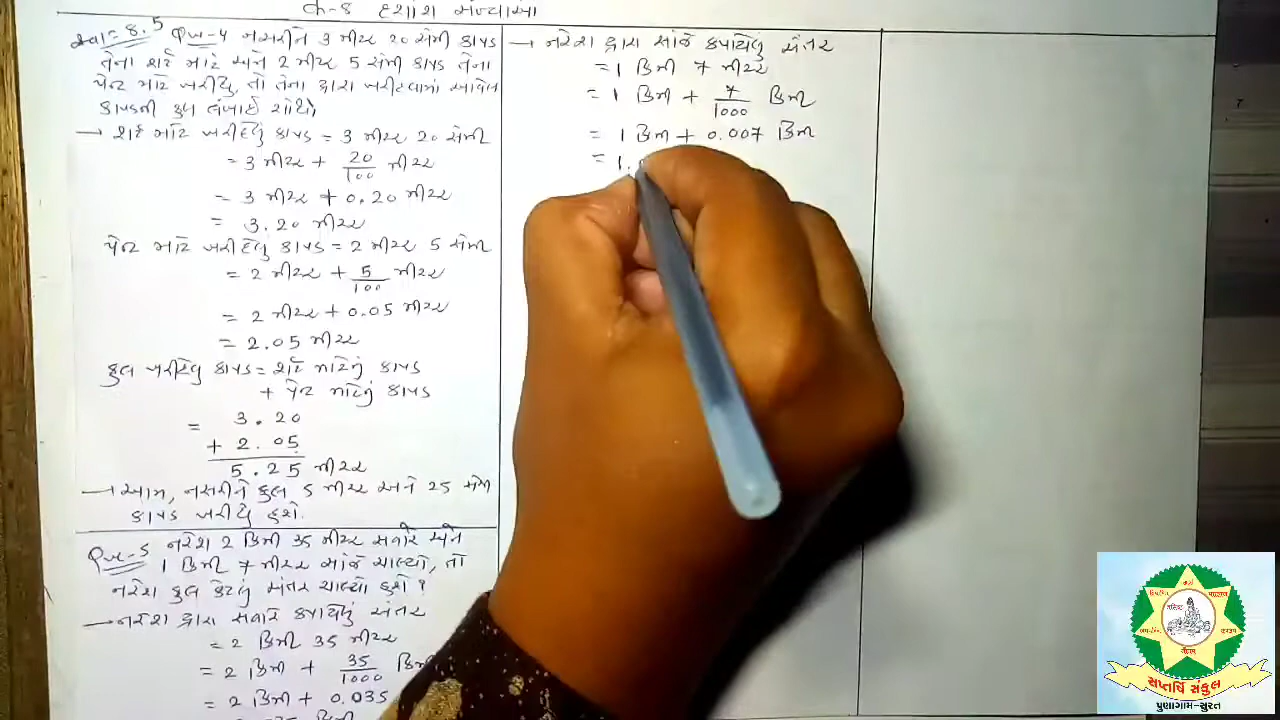 Ch-8 દશાંશ સંખ્યાઓ
સ્વા- 8.5 પ્રશ્ન-4 નસરીને 3 મીટર 20 સેમી કાપડ
તેના શર્ટ માટે અને 2 મીટર 5 સેમી કાપડ તેના
પેન્ટ માટે ખરીદ્યુ, તો તેના દ્વારા ખરીદવામાં આવેલ
કાપડની કુલ લંબાઈ શોધો.
→ શર્ટ માટે ખરીદેલું કાપડ = 3 મીટર 20 સેમી
= 3 મીટર + 20/100 મીટર
= 3 મીટર + 0.20 મીટર
= 3.20 મીટર
પેન્ટ માટે ખરીદેલું કાપડ = 2 મીટર 5 સેમી
= 2 મીટર + 5/100 મીટર
= 2 મીટર + 0.05 મીટર
= 2.05 મીટર
કુલ ખરીદેલુ કાપડ = શર્ટ માટેનું કાપડ
+ પેન્ટ માટેનું કાપડ
= 3.20
+ 2.05
5.25 મીટર
→ આમ, નસરીને કુલ 5 મીટર અને 25 સેમી
કાપડ ખરીદ્યુ હશે.
પ્રશ્ન-5 નરેશ 2 કિમી 35 મીટર સવારે અને
1 કિમી 7 મીટર સાંજે ચાલ્યો, તો
નરેશ કુલ કેટલું અંતર ચાલ્યો હશે?
→ નરેશ દ્વારા સવારે કપાયેલું અંતર
= 2 કિમી 35 મીટર
= 2 કિમી + 35/1000 કિમી
= 2 કિમી + 0.035
→ નરેશ દ્વારા સાંજે કપાયેલું અંતર
= 1 કિમી 7 મીટર
= 1 કિમી + 7/1000 કિમી
= 1 કિમી + 0.007 કિમી
= 1.
સપ્તર્ષિ સંકુલ
પુણાગામ-સુરત